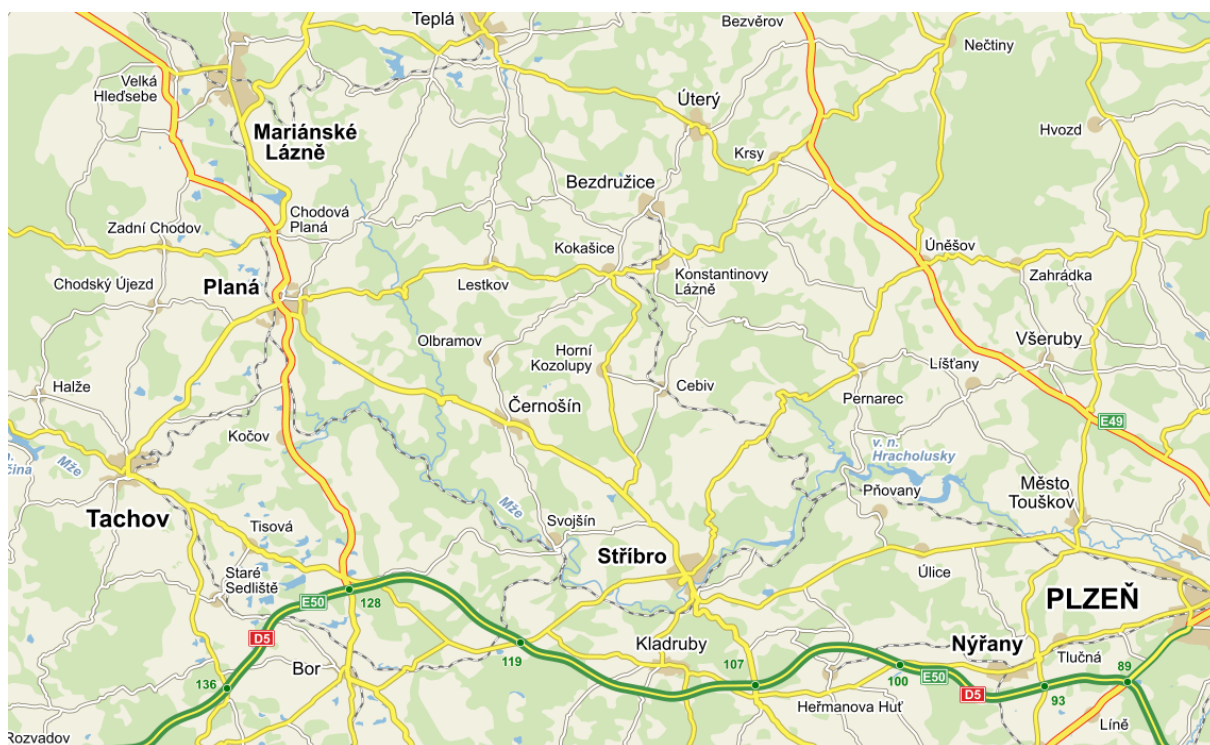 Teplá
Bezvěrov
Nečtiny
Velká
Hleďsebe
Úterý
Hvozd
Mariánské
Lázně
Krsy
Bezdružice
Chodová
Planá
Zadní Chodov
Kokašice
Úněšov
Konstantinovy
Lázně
Zahrádka
Chodský Újezd
Planá
Lestkov
Olbramov
Horní
Kozolupy
Všeruby
Líšťany
Halže
Cebiv
Pernarec
Černošín
E49
Kočov
v. n.
Hracholusky
Mže
Město
Touškov
Pňovany
Mže
Tachov
Tisová
Svojšín
Stříbro
Úlice
Staré
Sedliště
E50
128
PLZEŇ
D5
Kladruby
Nýřany
119
107
Tlučná
Bor
136
100
E50
D5
93
89
Heřmanova Huť
Líně
Rozvadov